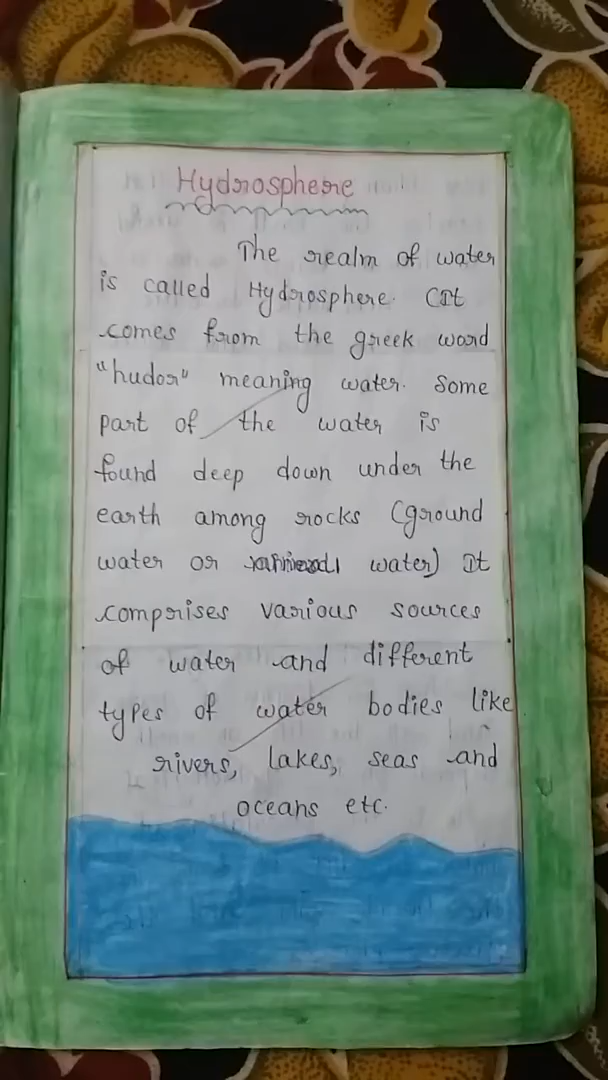 Hydrosphere
The realm of water
is called Hydrosphere. (It
comes from the greek word
"hudor" meaning water. Some
part of the water is
found deep down under the
earth among rocks (ground
water or water) It
comprises various sources
of water and different
types of water bodies like
rivers, lakes, seas and
oceans etc.